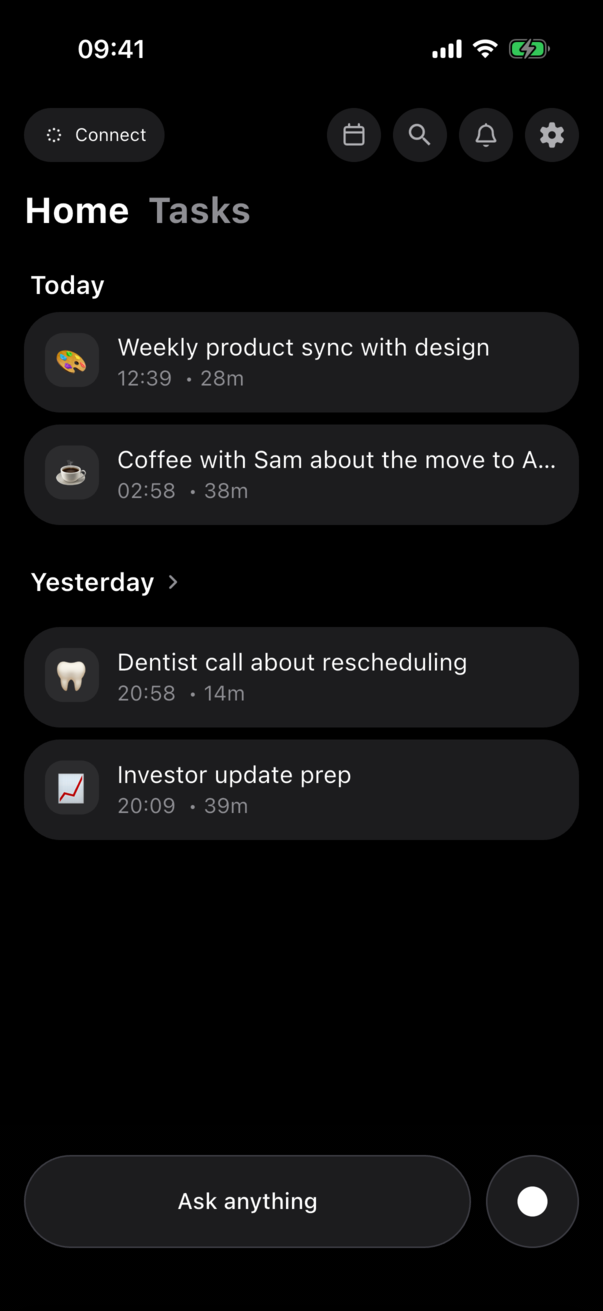 09:41
Connect
Home Tasks
Today
Weekly product sync with design
12:39 • 28m
Coffee with Sam about the move to A...
02:58 • 38m
Yesterday
Dentist call about rescheduling
20:58 • 14m
Investor update prep
20:09 • 39m
Ask anything